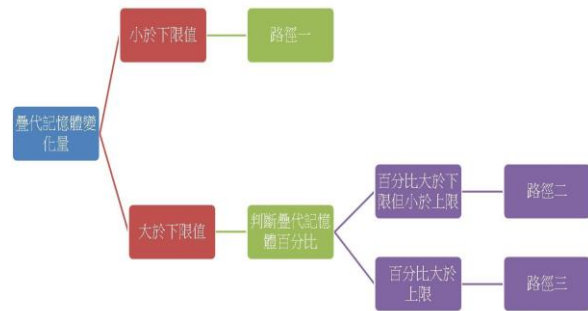 小於下限值
路徑一
疊代記憶體變
化量
百分比大於下
限但小於上限
路徑二
大於下限值
判斷疊代記憶
體百分比
百分比大於
上限
路徑三